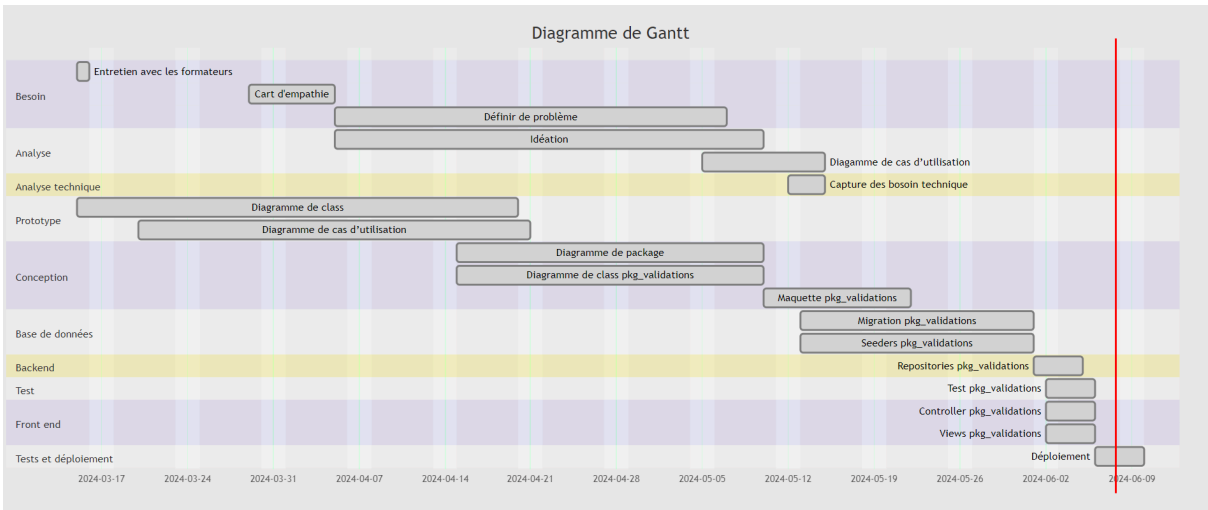 Diagramme de Gantt
Entretien avec les formateurs
Besoin
Cart d'empathie
Définir de problème
Idéation
Analyse
Diagamme de cas d’utilisation
Analyse technique
Capture des bosoin technique
Diagramme de class
Prototype
Diagramme de cas d’utilisation
Diagramme de package
Conception
Diagramme de class pkg_validations
Maquette pkg_validations
Migration pkg_validations
Base de données
Seeders pkg_validations
Backend
Repositories pkg_validations
Test
Test pkg_validations
Controller pkg_validations
Front end
Views pkg_validations
Tests et déploiement
Déploiement
2024-03-17 2024-03-24 2024-03-31 2024-04-07 2024-04-14 2024-04-21 2024-04-28 2024-05-05 2024-05-12 2024-05-19 2024-05-26 2024-06-02 2024-06-09